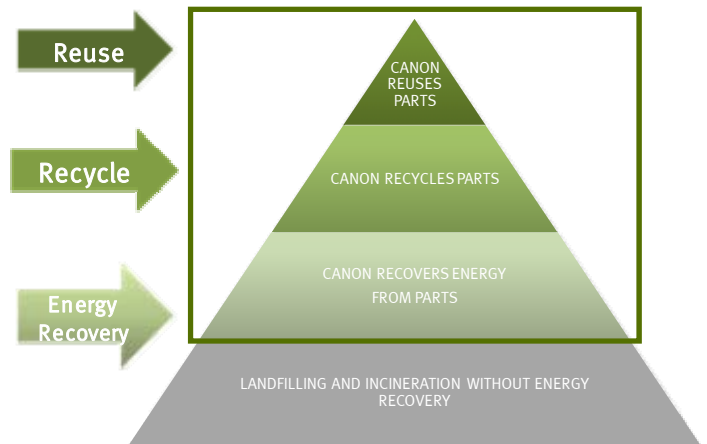 Reuse
CANON
REUSES
PARTS
Recycle
CANON RECYCLES PARTS
Energy
Recovery
CANON RECOVERS ENERGY
FROM PARTS
LANDFILLING AND INCINERATION WITHOUT ENERGY
RECOVERY